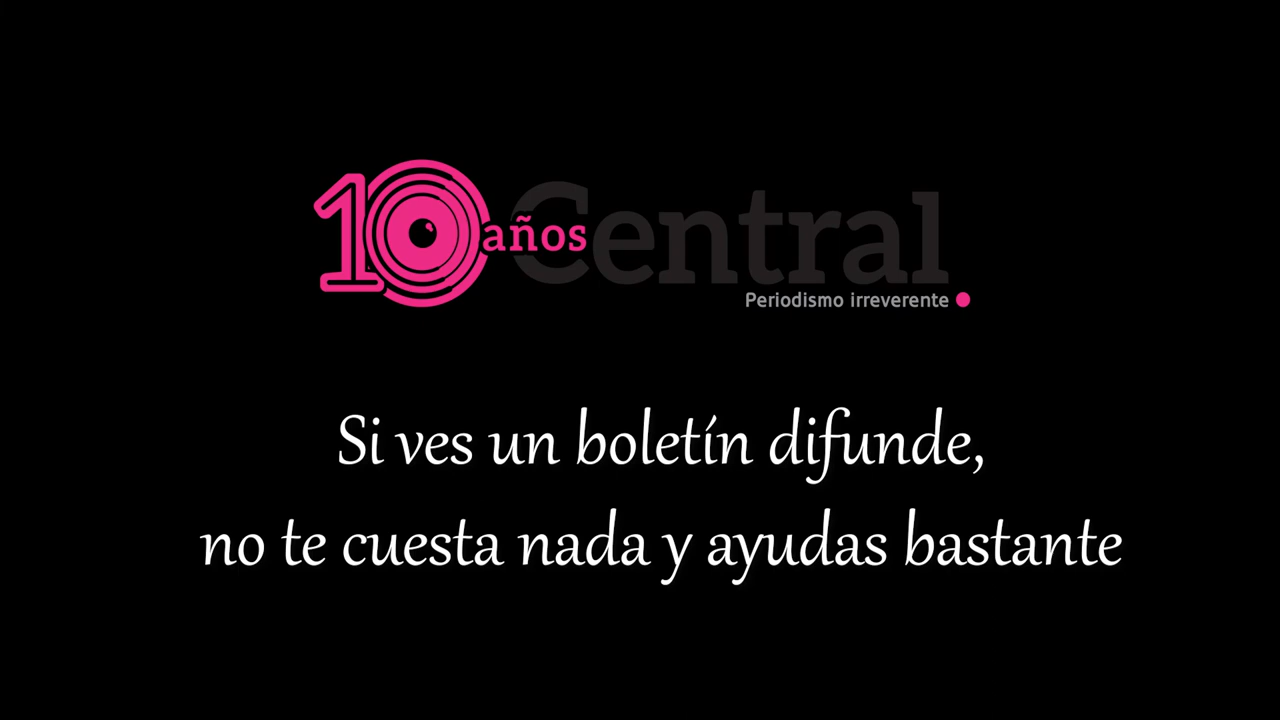 10 años Central
Periodismo irreverente
Si ves un boletín difunde,
no te cuesta nada y ayudas bastante